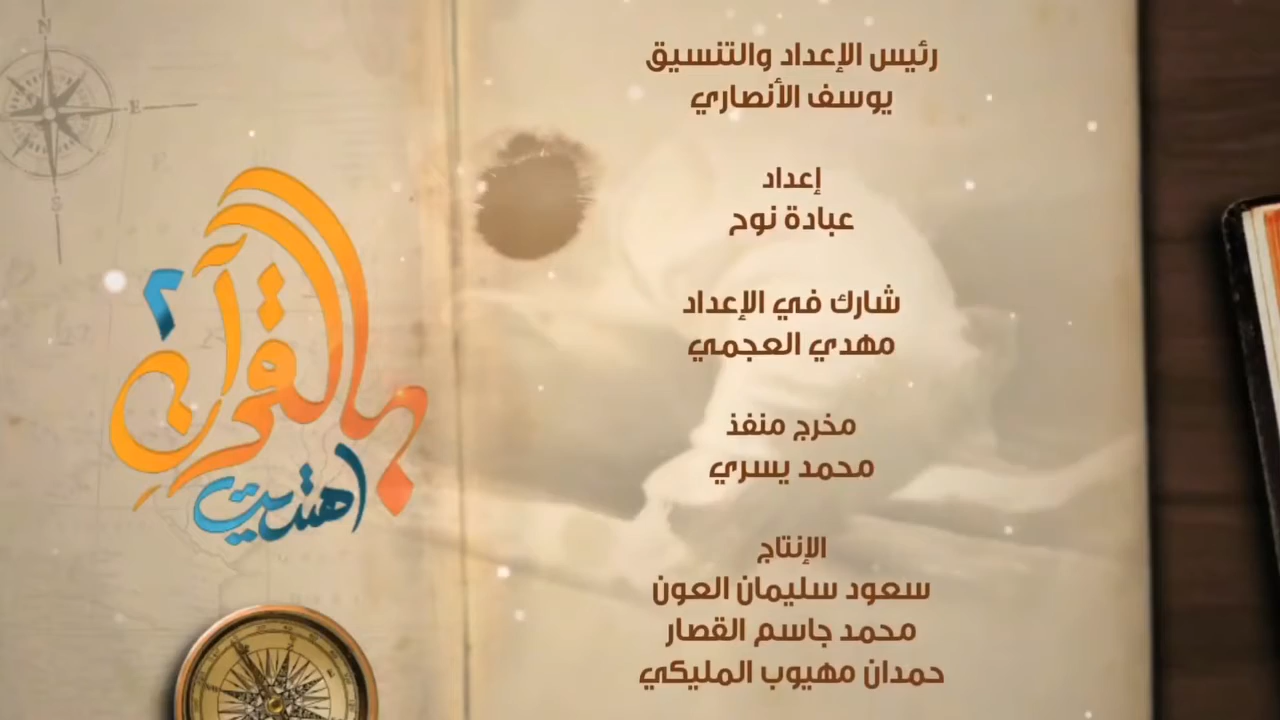 رئيس الإعداد والتنسيق
يوسف الأنصاري
إعداد
عبادة نوح
شارك في الإعداد
مهدي العجمي
مخرج منفذ
محمد يسري
الإنتاج
سعود سليمان العون
محمد جاسم القصار
حمدان مهيوب المليكي
بالقرآن
اهتديت
٢
N
E
S